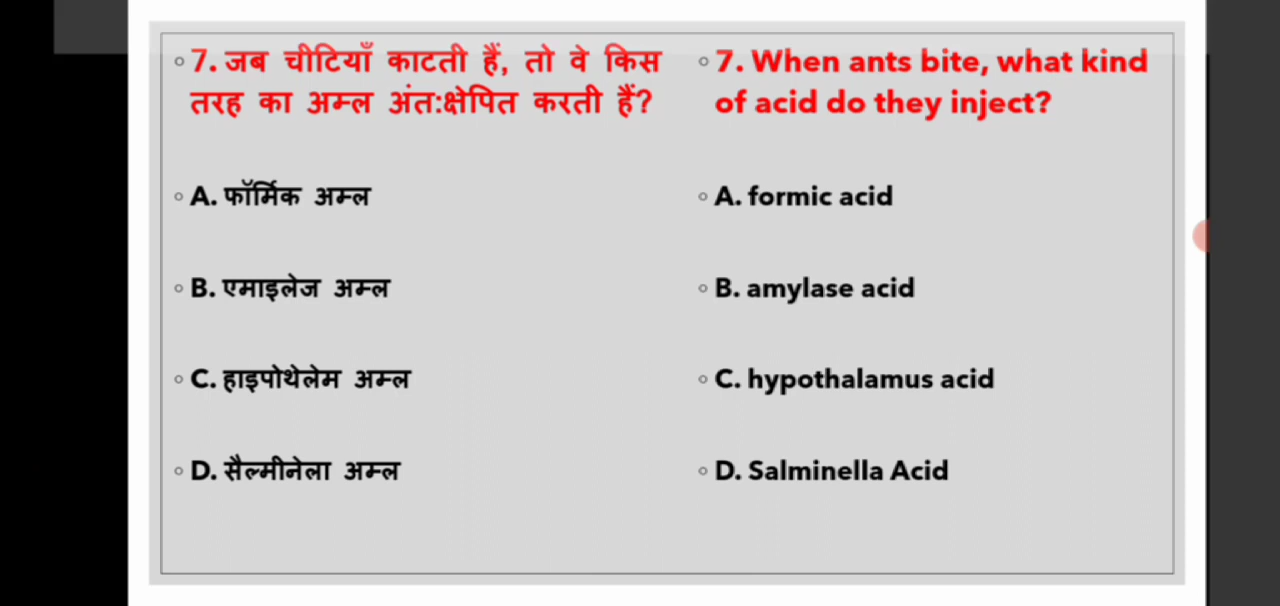 7. जब चीटियाँ काटती हैं, तो वे किस
तरह का अम्ल अंत:क्षेपित करती हैं?
A. फॉर्मिक अम्ल
B. एमाइलेज अम्ल
C. हाइपोथेलेम अम्ल
D. सैल्मीनेला अम्ल
7. When ants bite, what kind
of acid do they inject?
A. formic acid
B. amylase acid
C. hypothalamus acid
D. Salminella Acid